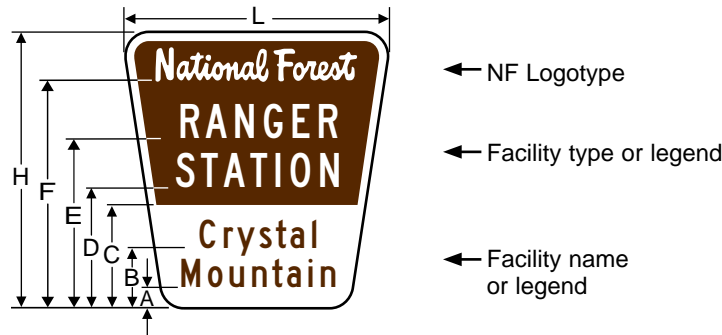 L
National Forest
NF Logotype
RANGER
STATION
Facility type or legend
H
F
E
D
C
B
A
Crystal
Mountain
Facility name
or legend